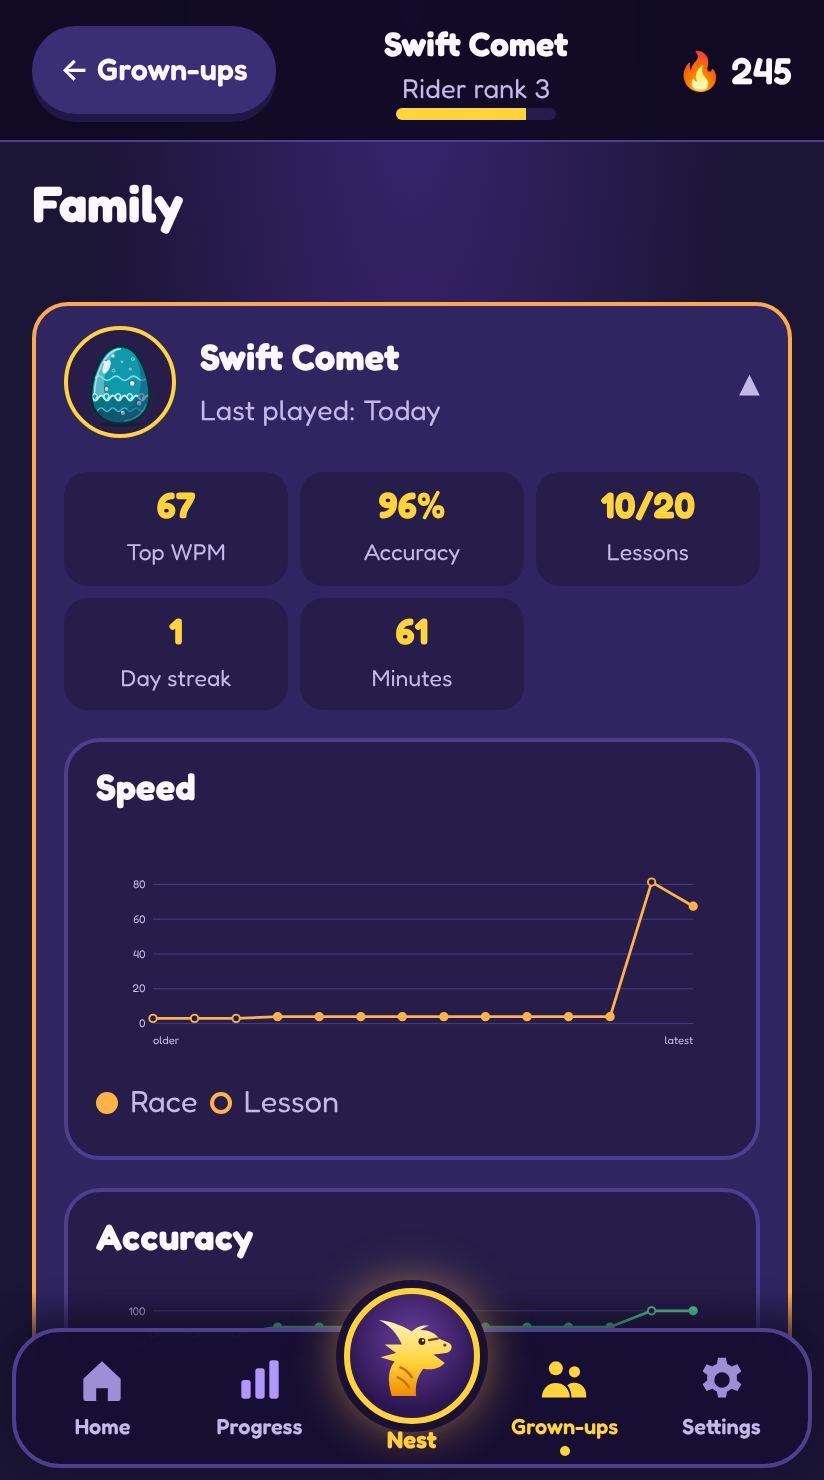 ← Grown-ups
Swift Comet
Rider rank 3
🔥 245
Family
Swift Comet
Last played: Today
▲
67
Top WPM
96%
Accuracy
10/20
Lessons
1
Day streak
61
Minutes
Speed
80
60
40
20
0
older
latest
Race
Lesson
Accuracy
100
Home
Progress
Nest
Grown-ups
Settings